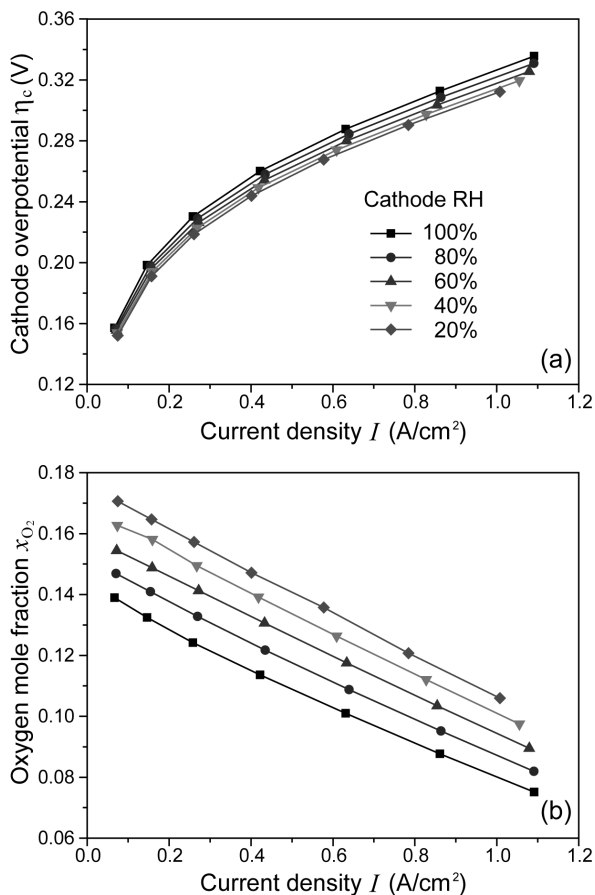 0.36
0.32
0.28
0.24
0.20
0.16
0.12
Cathode overpotential ηc (V)
Cathode RH
100%
80%
60%
40%
20%
(a)
0.0 0.2 0.4 0.6 0.8 1.0 1.2
Current density I (A/cm²)
0.18
0.16
0.14
0.12
0.10
0.08
0.06
Oxygen mole fraction xO₂
(b)
0.0 0.2 0.4 0.6 0.8 1.0 1.2
Current density I (A/cm²)